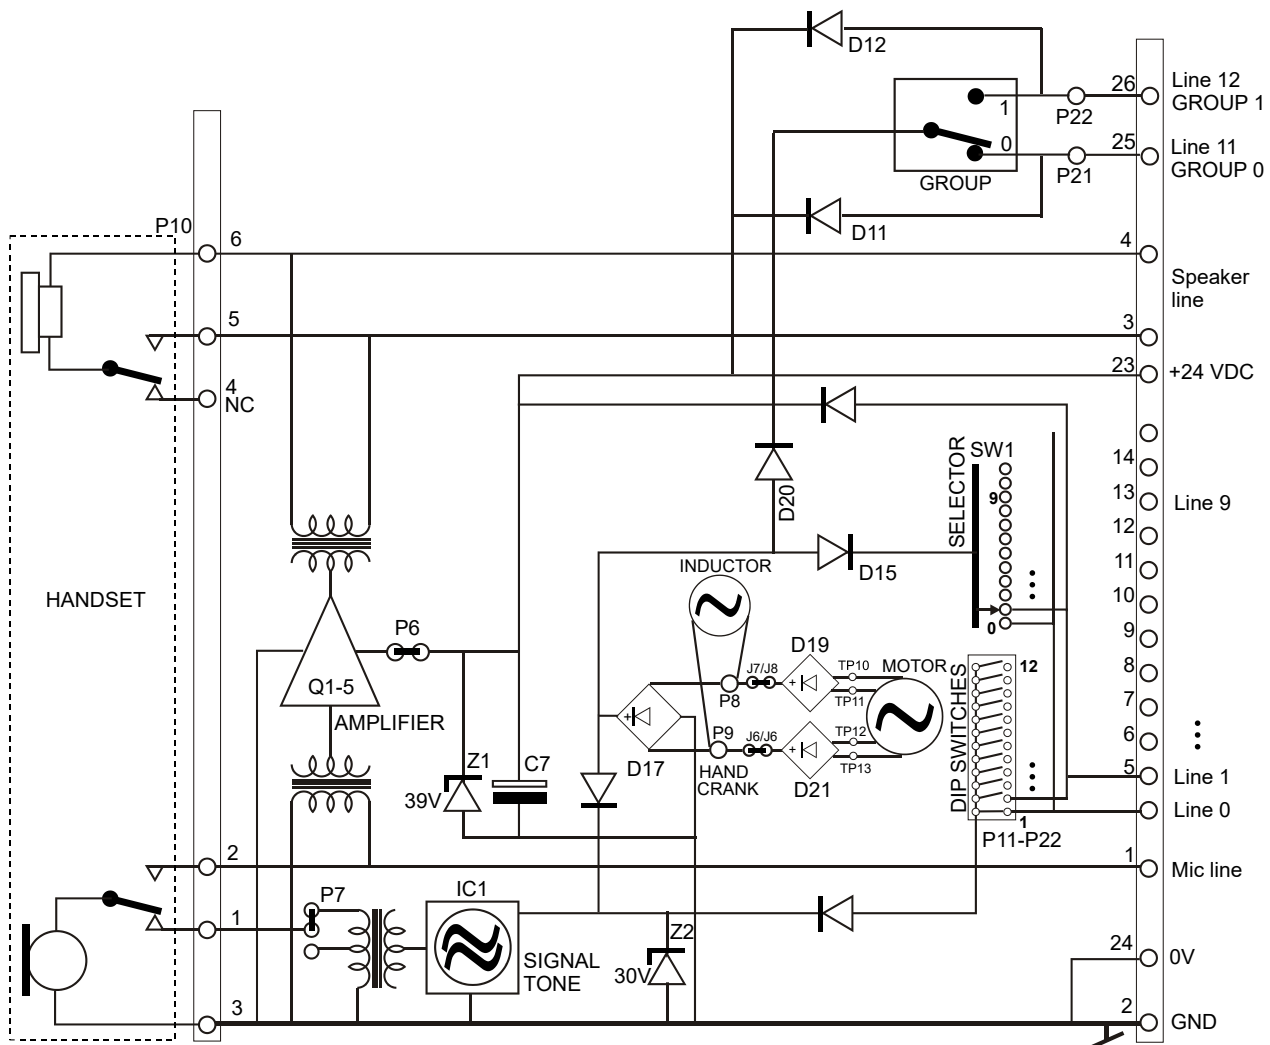 D12
26
Line 12
GROUP 1
1
P22
0
25
Line 11
GROUP 0
GROUP
P21
P10
6
D11
4
Speaker
line
5
3
4
NC
23
+24 VDC
SELECTOR
SW1
14
9
13
Line 9
D20
12
D15
11
INDUCTOR
HANDSET
10
0
9
P6
D19
J7/J8
TP10
MOTOR
12
8
Q1-5
P8
TP11
7
AMPLIFIER
P9
J6/J6
TP12
6
Z1
C7
D17
HAND
CRANK
TP13
D21
DIP SWITCHES
5
Line 1
39V
Line 0
1
P11-P22
2
1
Mic line
P7
IC1
1
Z2
24
0V
SIGNAL
TONE
30V
3
2
GND